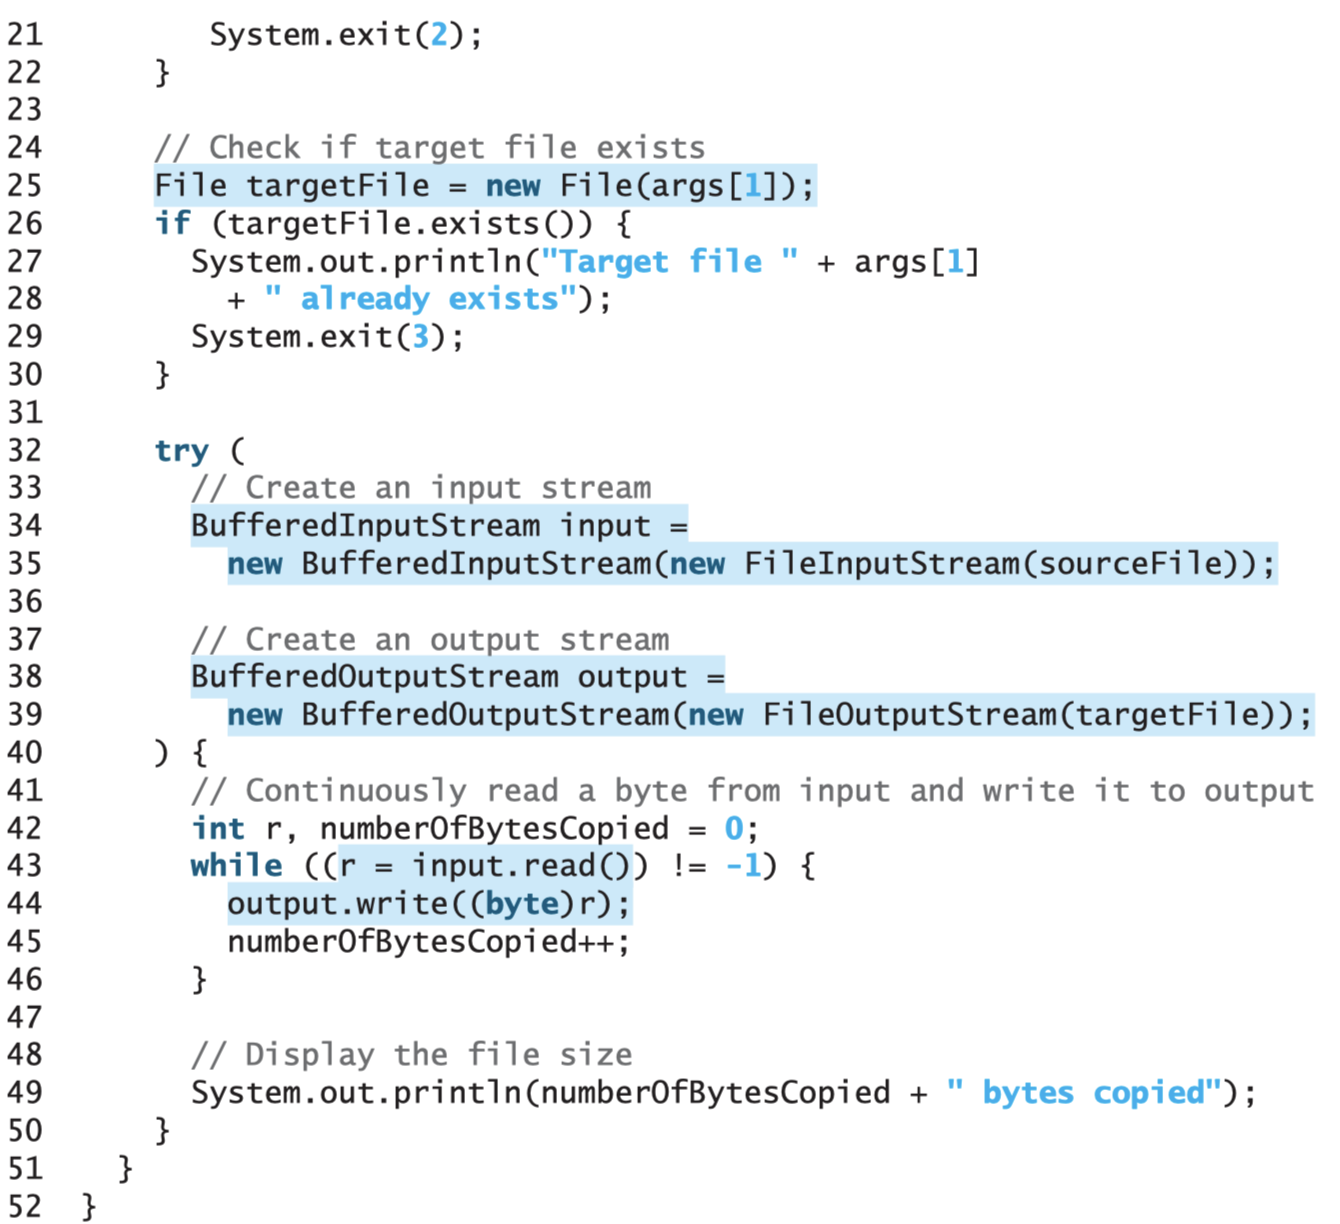 21         System.exit(2);
22      }
23
24      // Check if target file exists
25      File targetFile = new File(args[1]);
26      if (targetFile.exists()) {
27        System.out.println("Target file " + args[1]
28          + " already exists");
29        System.exit(3);
30      }
31
32      try (
33        // Create an input stream
34        BufferedInputStream input =
35          new BufferedInputStream(new FileInputStream(sourceFile));
36
37        // Create an output stream
38        BufferedOutputStream output =
39          new BufferedOutputStream(new FileOutputStream(targetFile));
40      ) {
41        // Continuously read a byte from input and write it to output
42        int r, numberOfBytesCopied = 0;
43        while ((r = input.read()) != -1) {
44          output.write((byte)r);
45          numberOfBytesCopied++;
46        }
47
48        // Display the file size
49        System.out.println(numberOfBytesCopied + " bytes copied");
50      }
51    }
52  }